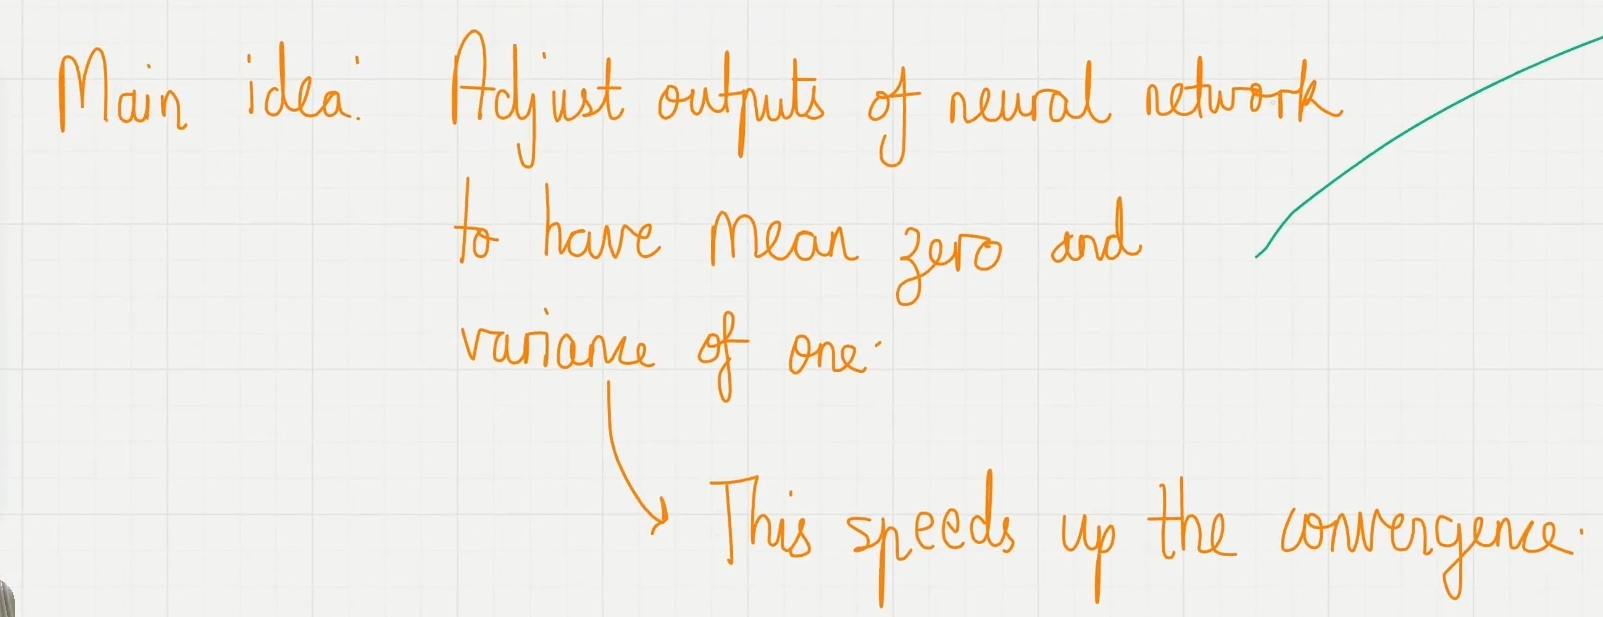 Main idea: Adjust outputs of neural network
to have mean zero and
variance of one.
This speeds up the convergence.